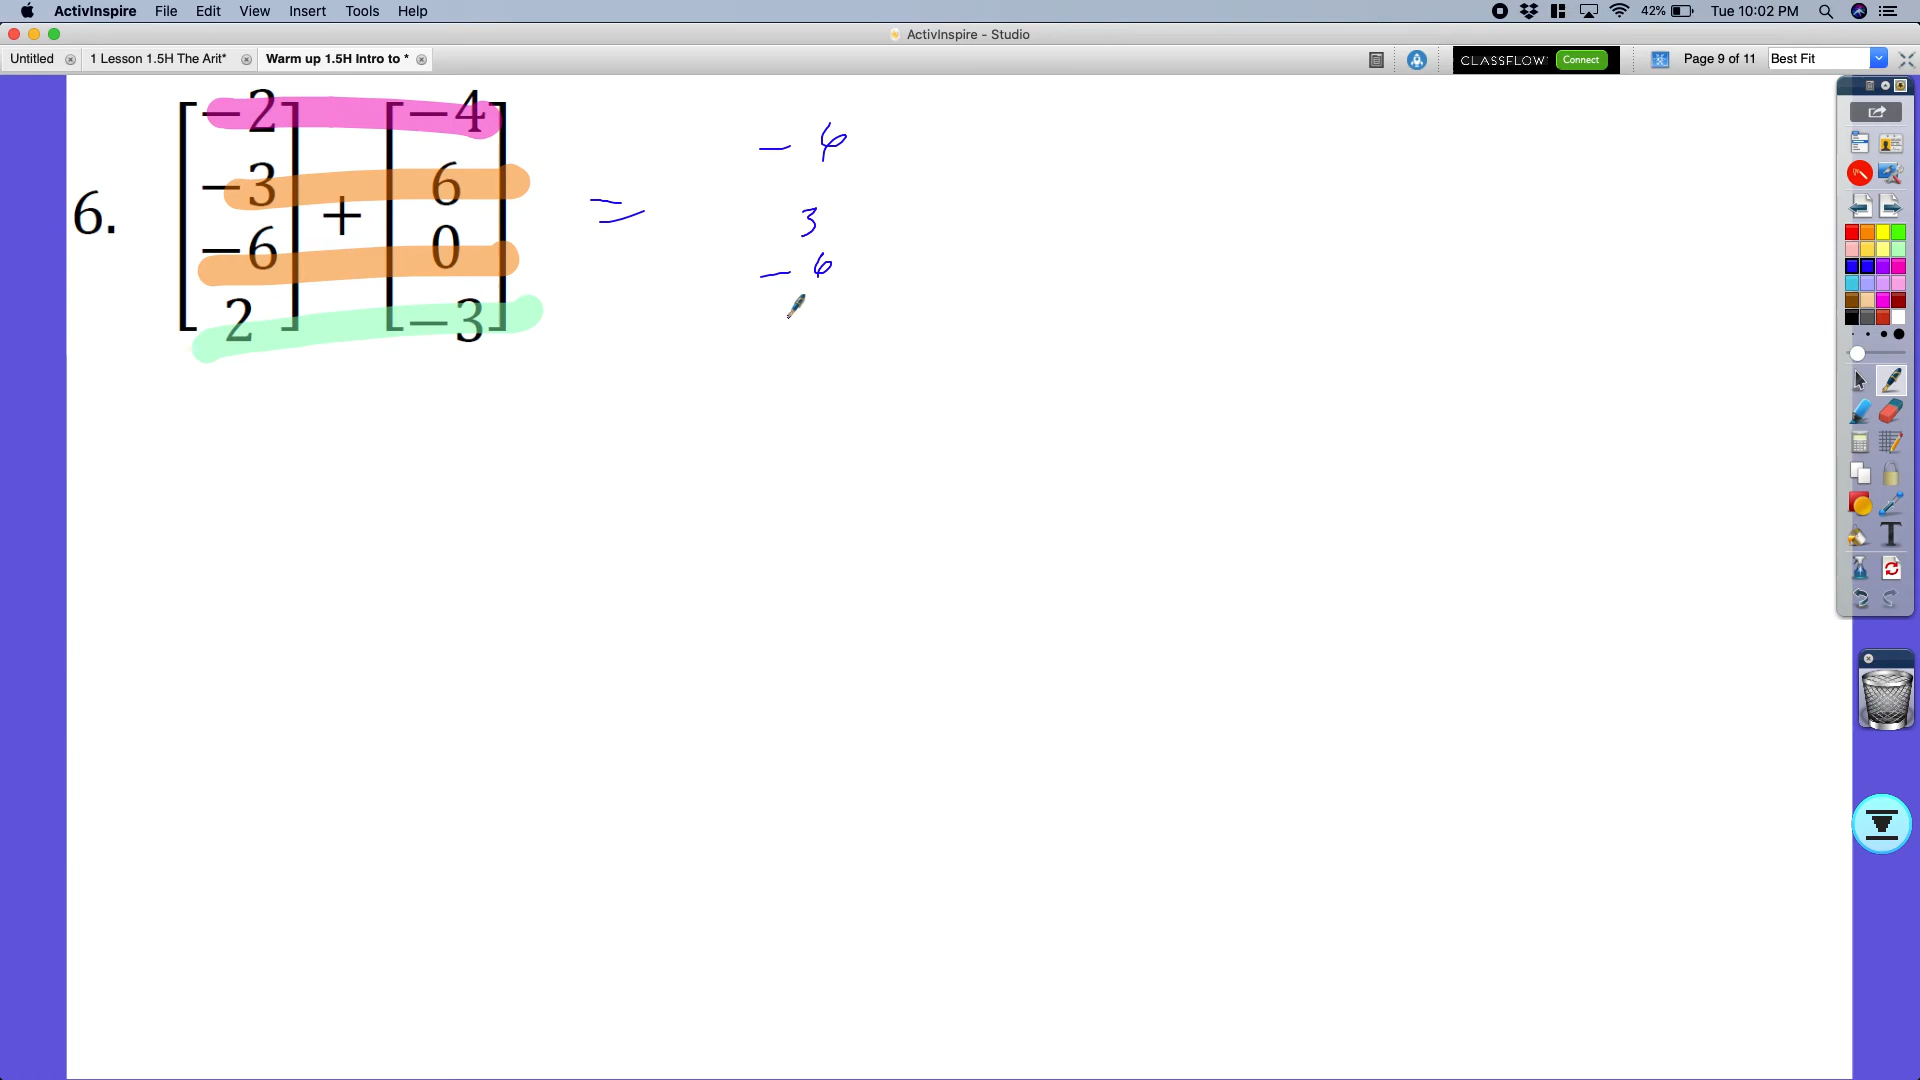 ActivInspire File Edit View Insert Tools Help 42% Tue 10:02 PM
ActivInspire - Studio
Untitled 1 Lesson 1.5H The Arit* Warm up 1.5H Intro to * CLASSFLOW Connect Page 9 of 11 Best Fit
6. [−2 −3 −6 2] + [−4 6 0 −3] =
− 6
3
− 6
T